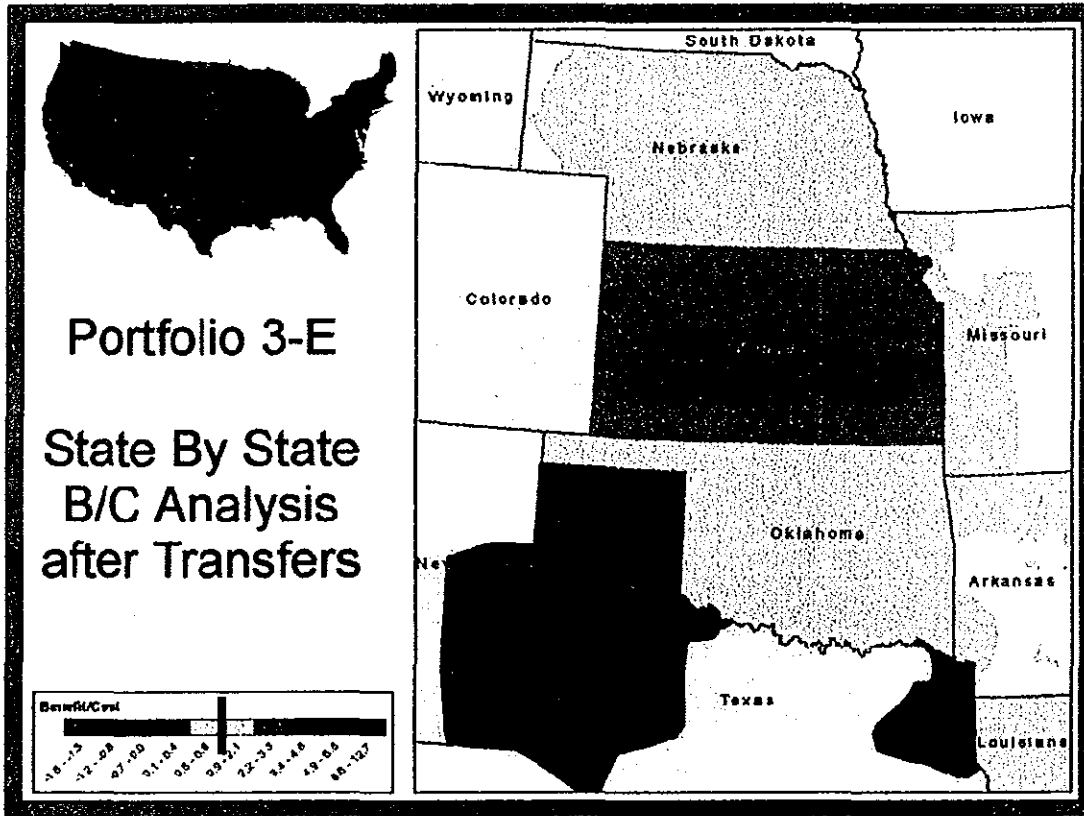 Portfolio 3-E
State By State
B/C Analysis
after Transfers
Benefit/Cost
South Dakota
Wyoming
Iowa
Nebraska
Colorado
Missouri
Oklahoma
Ne
Arkansas
Texas
Louisiana